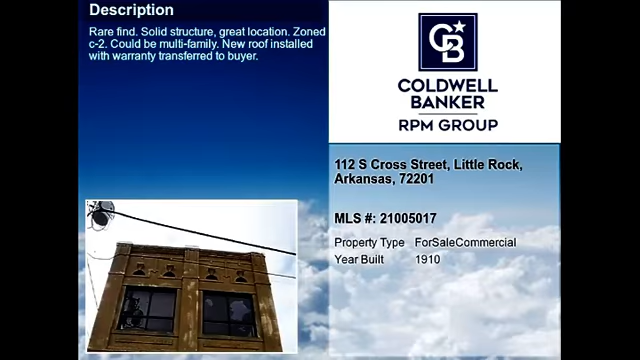 Description
Rare find. Solid structure, great location. Zoned
c-2. Could be multi-family. New roof installed
with warranty transferred to buyer.
CB
COLDWELL
BANKER
RPM GROUP
112 S Cross Street, Little Rock,
Arkansas, 72201
MLS #: 21005017
Property Type ForSaleCommercial
Year Built 1910